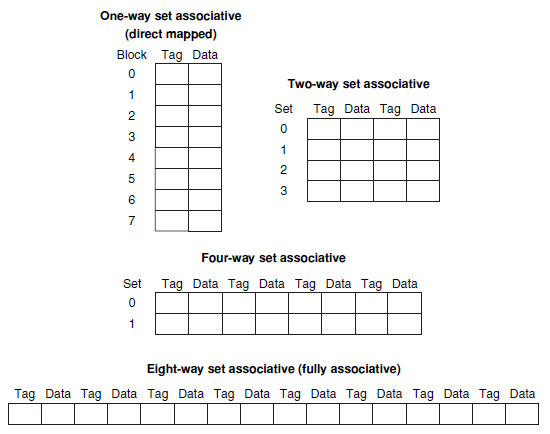 One-way set associative
(direct mapped)
Block Tag Data
0
1
2
3
4
5
6
7
Two-way set associative
Set Tag Data Tag Data
0
1
2
3
Four-way set associative
Set Tag Data Tag Data Tag Data Tag Data
0
1
Eight-way set associative (fully associative)
Tag Data Tag Data Tag Data Tag Data Tag Data Tag Data Tag Data Tag Data